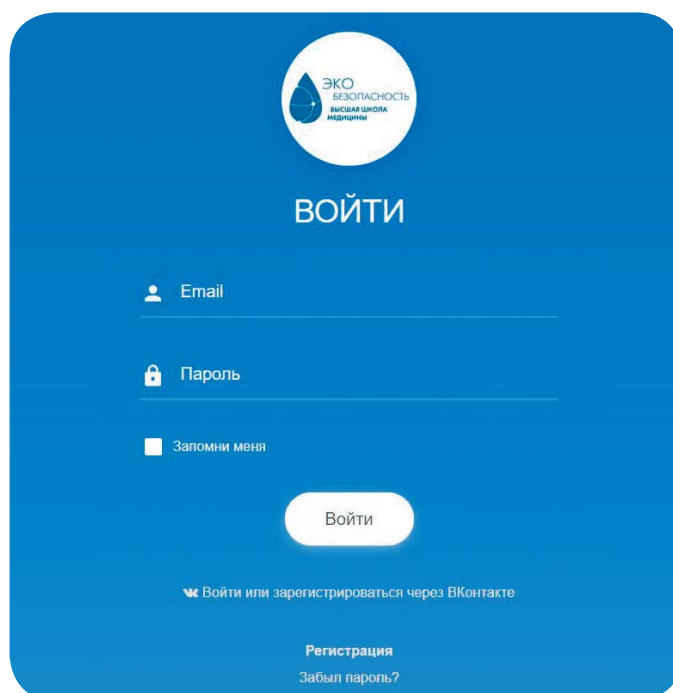 ЭКО
БЕЗОПАСНОСТЬ
ВЫСШАЯ ШКОЛА
МЕДИЦИНЫ
ВОЙТИ
Email
Пароль
Запомни меня
Войти
Войти или зарегистрироваться через ВКонтакте
Регистрация
Забыл пароль?